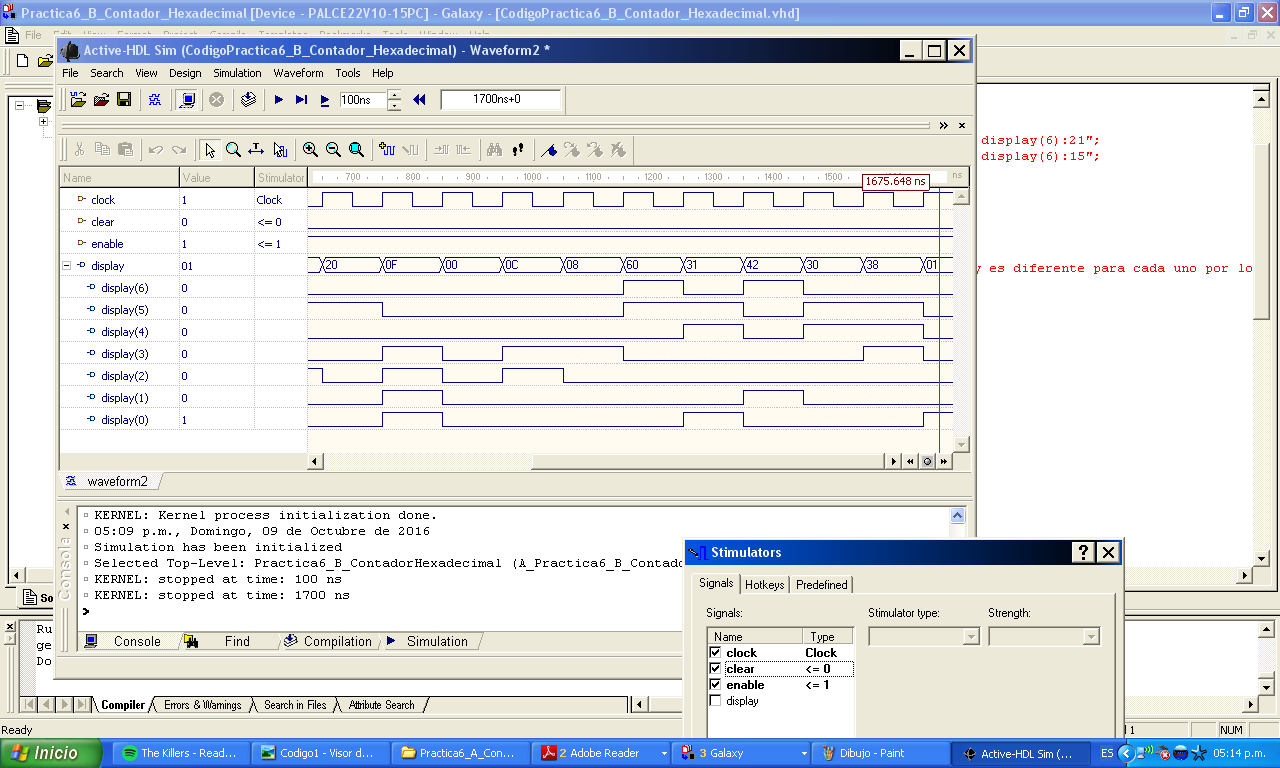 Practica6_B_Contador_Hexadecimal [Device - PALCE22V10-15PC] - Galaxy - [CodigoPractica6_B_Contador_Hexadecimal.vhd]
File
Active-HDL Sim (CodigoPractica6_B_Contador_Hexadecimal) - Waveform2 *
File Search View Design Simulation Waveform Tools Help
100ns
1700ns+0
display(6):21";
display(6):15";
Name Value Stimulator
700 800 900 1000 1100 1200 1300 1400 1500 ns
1675.648 ns
clock 1 Clock
clear 0 <= 0
enable 1 <= 1
display 01
20 0F 00 0C 08 60 31 42 30 38 01
y es diferente para cada uno por lo
display(6) 0
display(5) 0
display(4) 0
display(3) 0
display(2) 0
display(1) 0
display(0) 1
waveform2
Console
KERNEL: Kernel process initialization done.
05:09 p.m., Domingo, 09 de Octubre de 2016
Simulation has been initialized
Selected Top-Level: Practica6_B_ContadorHexadecimal (A_Practica6_B_Contado
KERNEL: stopped at time: 100 ns
KERNEL: stopped at time: 1700 ns
>
Console Find Compilation Simulation
Stimulators
Signals Hotkeys Predefined
Signals: Stimulator type: Strength:
Name Type
clock Clock
clear <= 0
enable <= 1
display
So
Ru
ge
Do
Compiler Errors & Warnings Search in Files Attribute Search
Ready
1 NUM
Inicio
The Killers - Read...
Codigo1 - Visor d...
Practica6_A_Con...
2 Adobe Reader
3 Galaxy
Dibujo - Paint
Active-HDL Sim (...
ES
05:14 p.m.